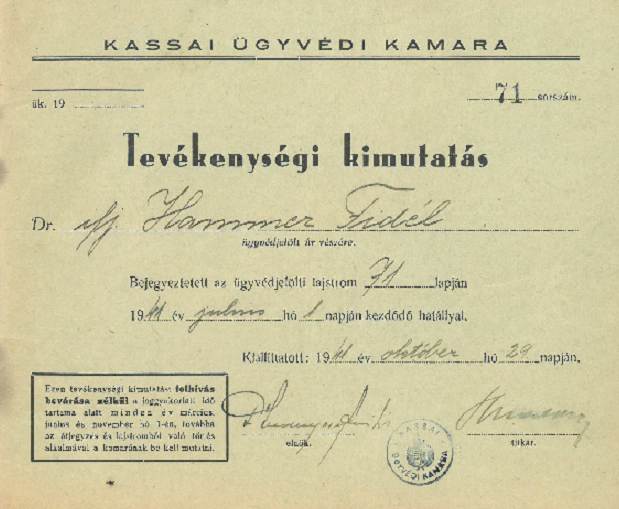 KASSAI ÜGYVÉDI KAMARA
ük. 19
71 sorszám.
Tevékenységi kimutatás
Dr. ifj. Hammer Fidél
ügyvédjelölt úr részére.
Bejegyeztetett az ügyvédjelölti lajstrom 71 lapján
1941 év julius hó 1 napján kezdődő hatállyal.
Kiállíttatott: 1941 év október hó 29 napján.
Ezen tevékenységi kimutatást felhívás
bevárása nélkül a joggyakorlati idő
tartama alatt minden év március,
junius és november hó 1-én, továbbá
az átjegyzés és lajstromból való törlés
alkalmával a kamarának be kell mutatni.
elnök.
titkár.
KASSAI
ÜGYVÉDI KAMARA